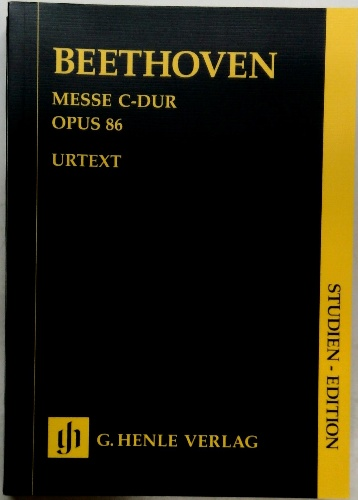 BEETHOVEN
MESSE C-DUR
OPUS 86
URTEXT
STUDIEN - EDITION
G. HENLE VERLAG